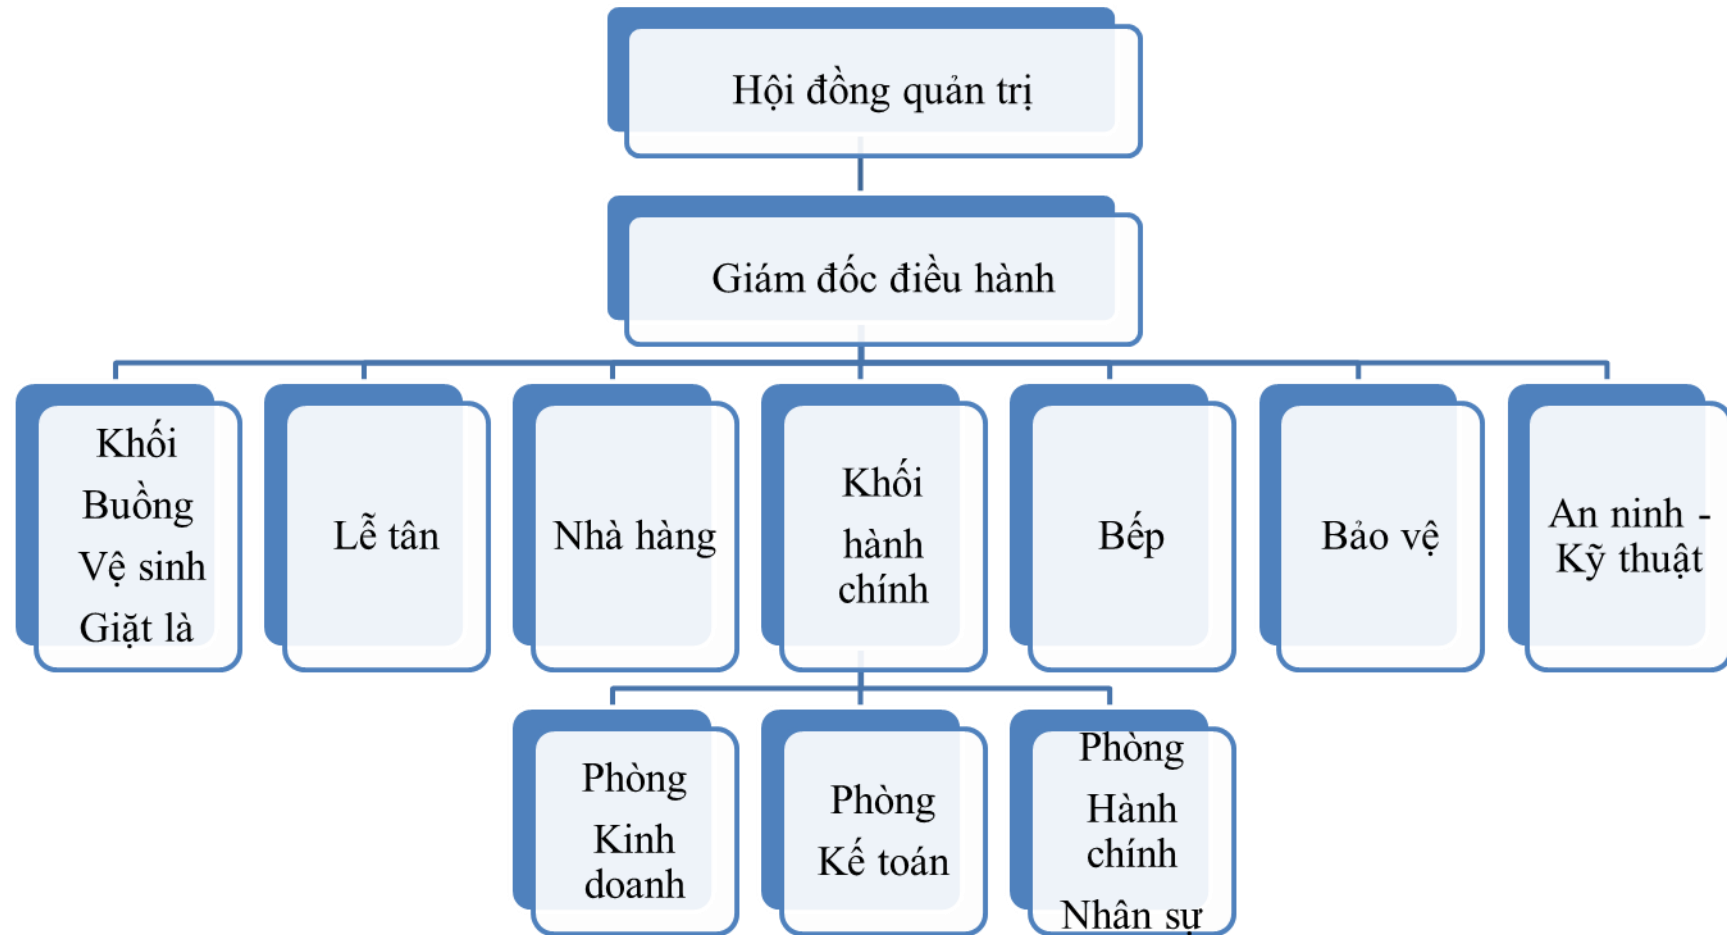 Hội đồng quản trị
Giám đốc điều hành
Khối
Buồng
Vệ sinh
Giặt là
Lễ tân
Nhà hàng
Khối
hành
chính
Bếp
Bảo vệ
An ninh -
Kỹ thuật
Phòng
Kinh
doanh
Phòng
Kế toán
Phòng
Hành
chính
Nhân sự